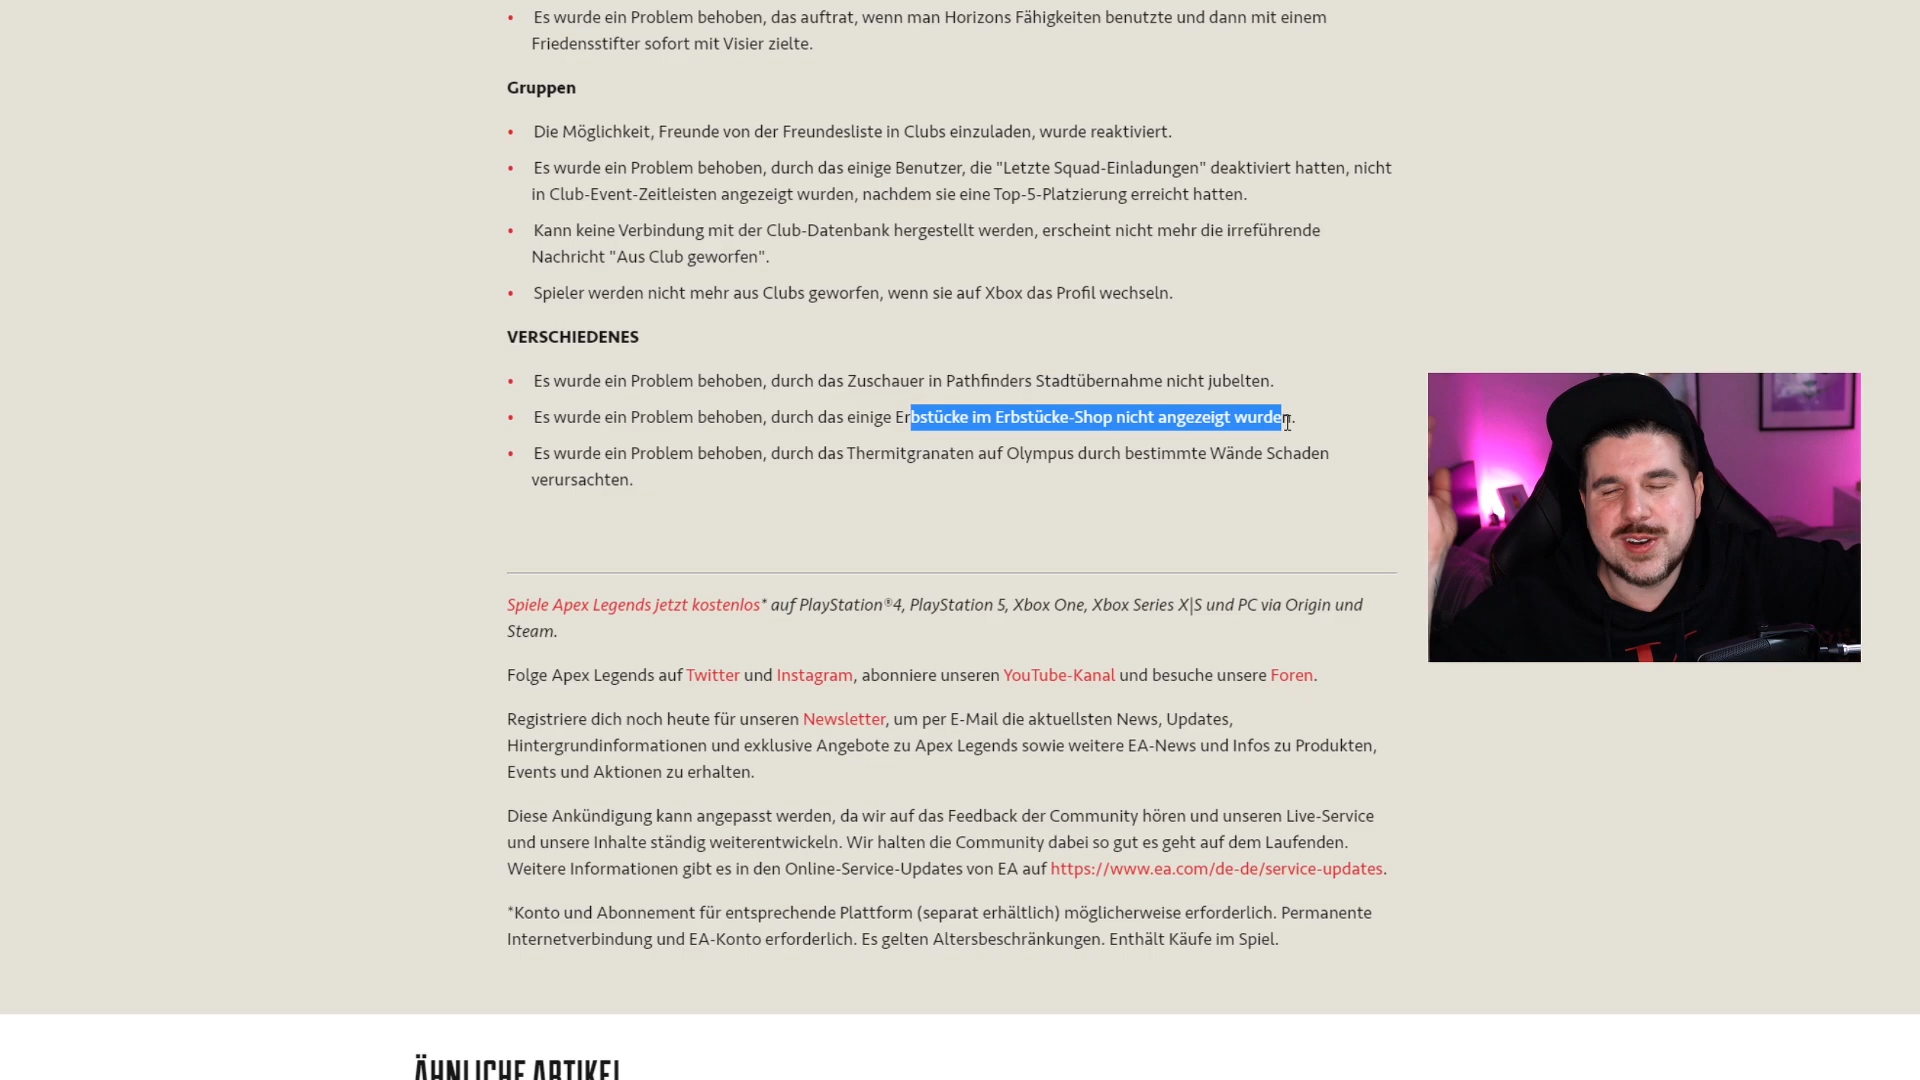 • Es wurde ein Problem behoben, das auftrat, wenn man Horizons Fähigkeiten benutzte und dann mit einem
Friedensstifter sofort mit Visier zielte.
Gruppen
• Die Möglichkeit, Freunde von der Freundesliste in Clubs einzuladen, wurde reaktiviert.
• Es wurde ein Problem behoben, durch das einige Benutzer, die "Letzte Squad-Einladungen" deaktiviert hatten, nicht
in Club-Event-Zeitleisten angezeigt wurden, nachdem sie eine Top-5-Platzierung erreicht hatten.
• Kann keine Verbindung mit der Club-Datenbank hergestellt werden, erscheint nicht mehr die irreführende
Nachricht "Aus Club geworfen".
• Spieler werden nicht mehr aus Clubs geworfen, wenn sie auf Xbox das Profil wechseln.
VERSCHIEDENES
• Es wurde ein Problem behoben, durch das Zuschauer in Pathfinders Stadtübernahme nicht jubelten.
• Es wurde ein Problem behoben, durch das einige Erbstücke im Erbstücke-Shop nicht angezeigt wurden.
• Es wurde ein Problem behoben, durch das Thermitgranaten auf Olympus durch bestimmte Wände Schaden
verursachten.
Spiele Apex Legends jetzt kostenlos* auf PlayStation®4, PlayStation 5, Xbox One, Xbox Series X|S und PC via Origin und
Steam.
Folge Apex Legends auf Twitter und Instagram, abonniere unseren YouTube-Kanal und besuche unsere Foren.
Registriere dich noch heute für unseren Newsletter, um per E-Mail die aktuellsten News, Updates,
Hintergrundinformationen und exklusive Angebote zu Apex Legends sowie weitere EA-News und Infos zu Produkten,
Events und Aktionen zu erhalten.
Diese Ankündigung kann angepasst werden, da wir auf das Feedback der Community hören und unseren Live-Service
und unsere Inhalte ständig weiterentwickeln. Wir halten die Community dabei so gut es geht auf dem Laufenden.
Weitere Informationen gibt es in den Online-Service-Updates von EA auf https://www.ea.com/de-de/service-updates.
*Konto und Abonnement für entsprechende Plattform (separat erhältlich) möglicherweise erforderlich. Permanente
Internetverbindung und EA-Konto erforderlich. Es gelten Altersbeschränkungen. Enthält Käufe im Spiel.
ÄHNLICHE ARTIKEL